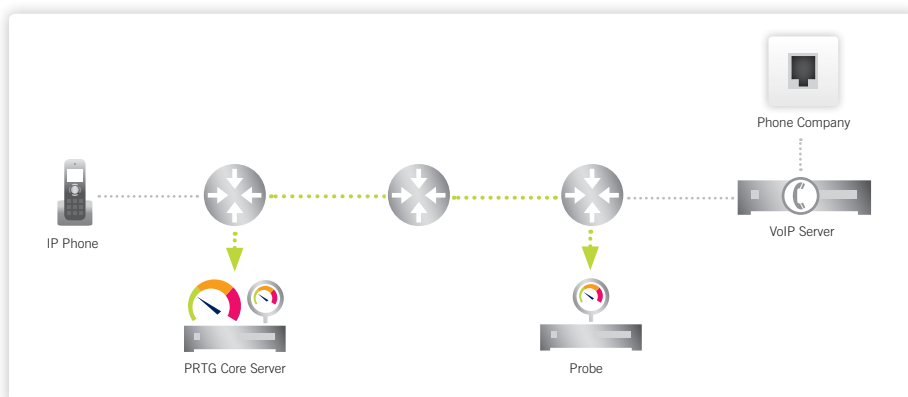 Phone Company
IP Phone
VoIP Server
PRTG Core Server
Probe